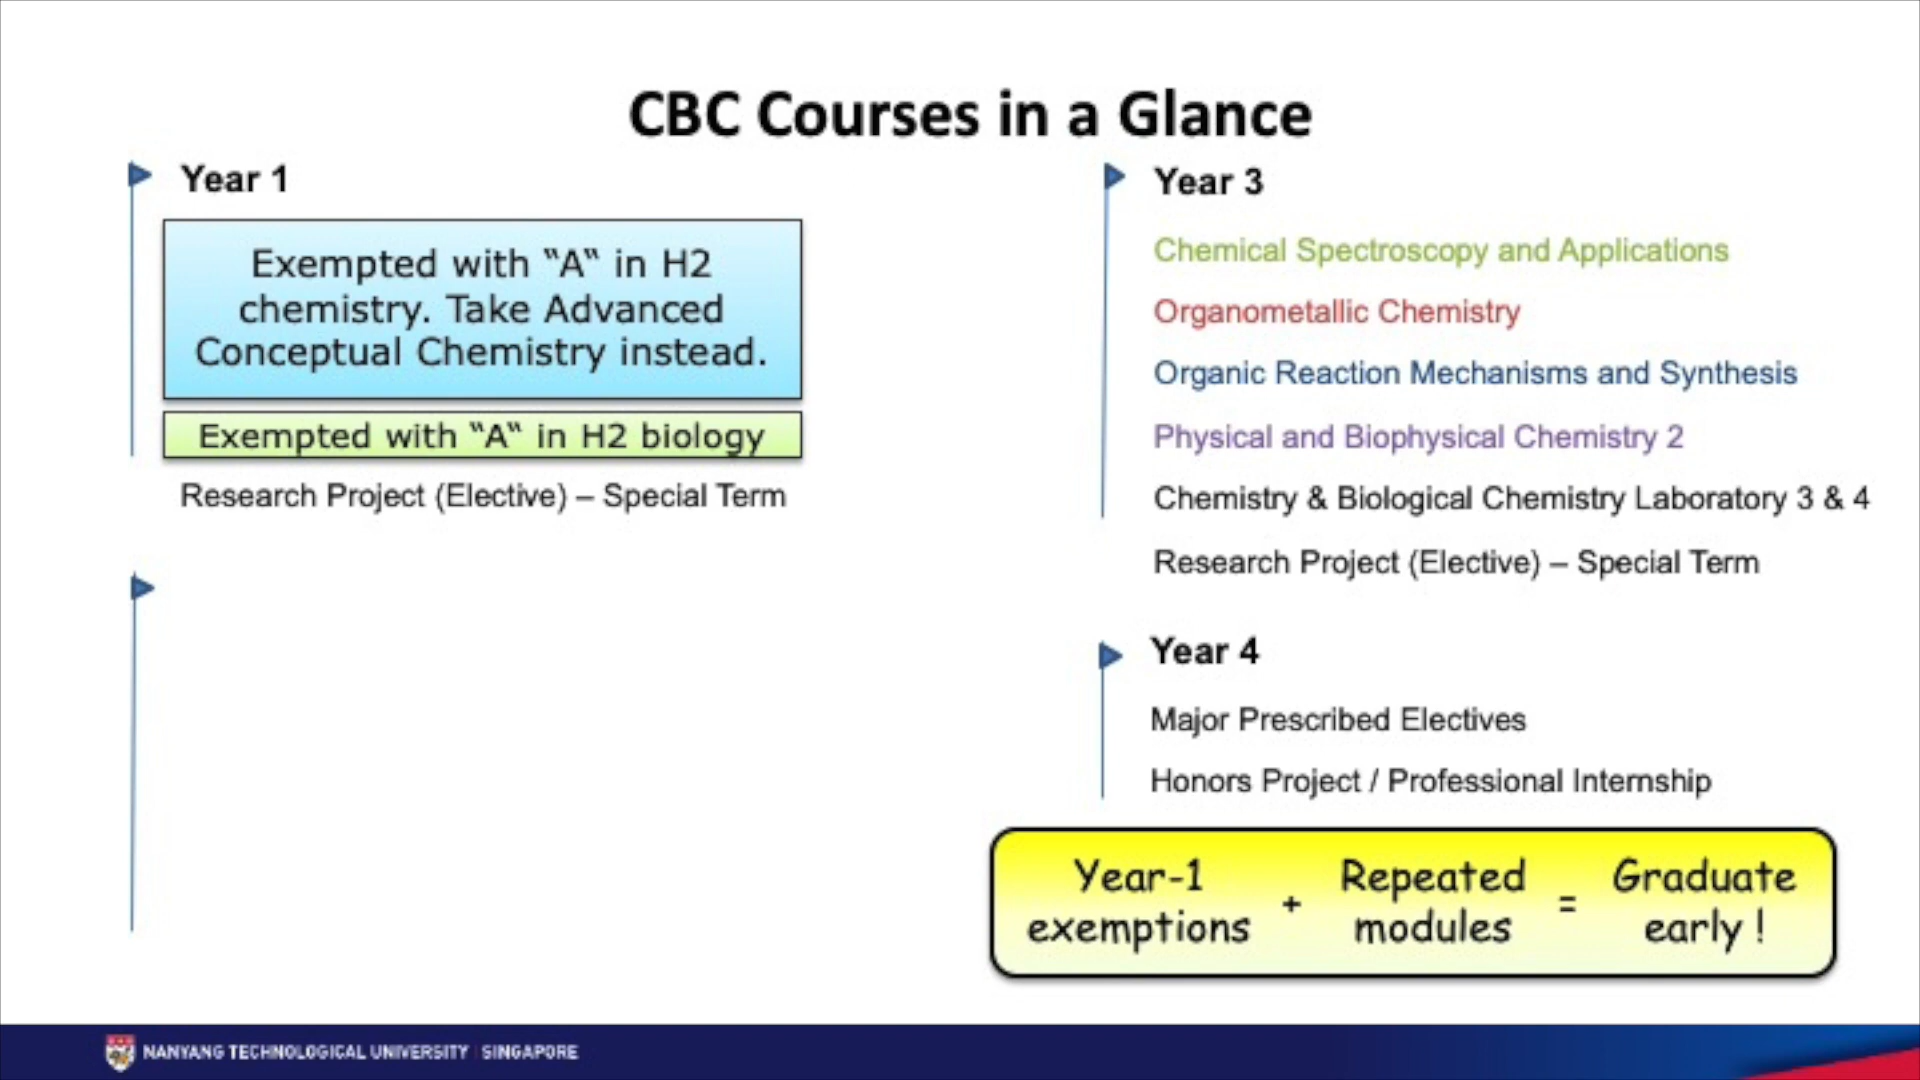 CBC Courses in a Glance
Year 1
Exempted with “A“ in H2
chemistry. Take Advanced
Conceptual Chemistry instead.
Exempted with “A“ in H2 biology
Research Project (Elective) – Special Term
Year 3
Chemical Spectroscopy and Applications
Organometallic Chemistry
Organic Reaction Mechanisms and Synthesis
Physical and Biophysical Chemistry 2
Chemistry & Biological Chemistry Laboratory 3 & 4
Research Project (Elective) – Special Term
Year 4
Major Prescribed Electives
Honors Project / Professional Internship
Year-1 exemptions + Repeated modules = Graduate early !
NANYANG TECHNOLOGICAL UNIVERSITY | SINGAPORE